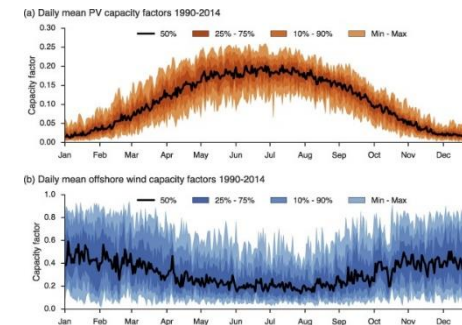 (a) Daily mean PV capacity factors 1990-2014
50% 25% - 75% 10% - 90% Min - Max
Capacity factor
0.30
0.25
0.20
0.15
0.10
0.05
0.00
Jan Feb Mar Apr May Jun Jul Aug Sep Oct Nov Dec
(b) Daily mean offshore wind capacity factors 1990-2014
50% 25% - 75% 10% - 90% Min - Max
Capacity factor
1.0
0.8
0.6
0.4
0.2
0.0
Jan Feb Mar Apr May Jun Jul Aug Sep Oct Nov Dec